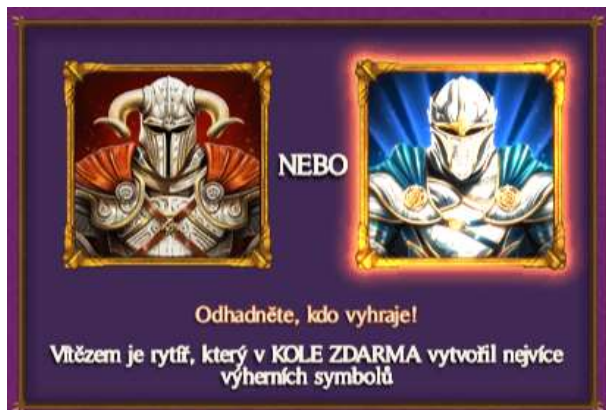 NEBO
Odhadněte, kdo vyhraje!
Vítězem je rytíř, který v KOLE ZDARMA vytvořil nejvíce
výherních symbolů